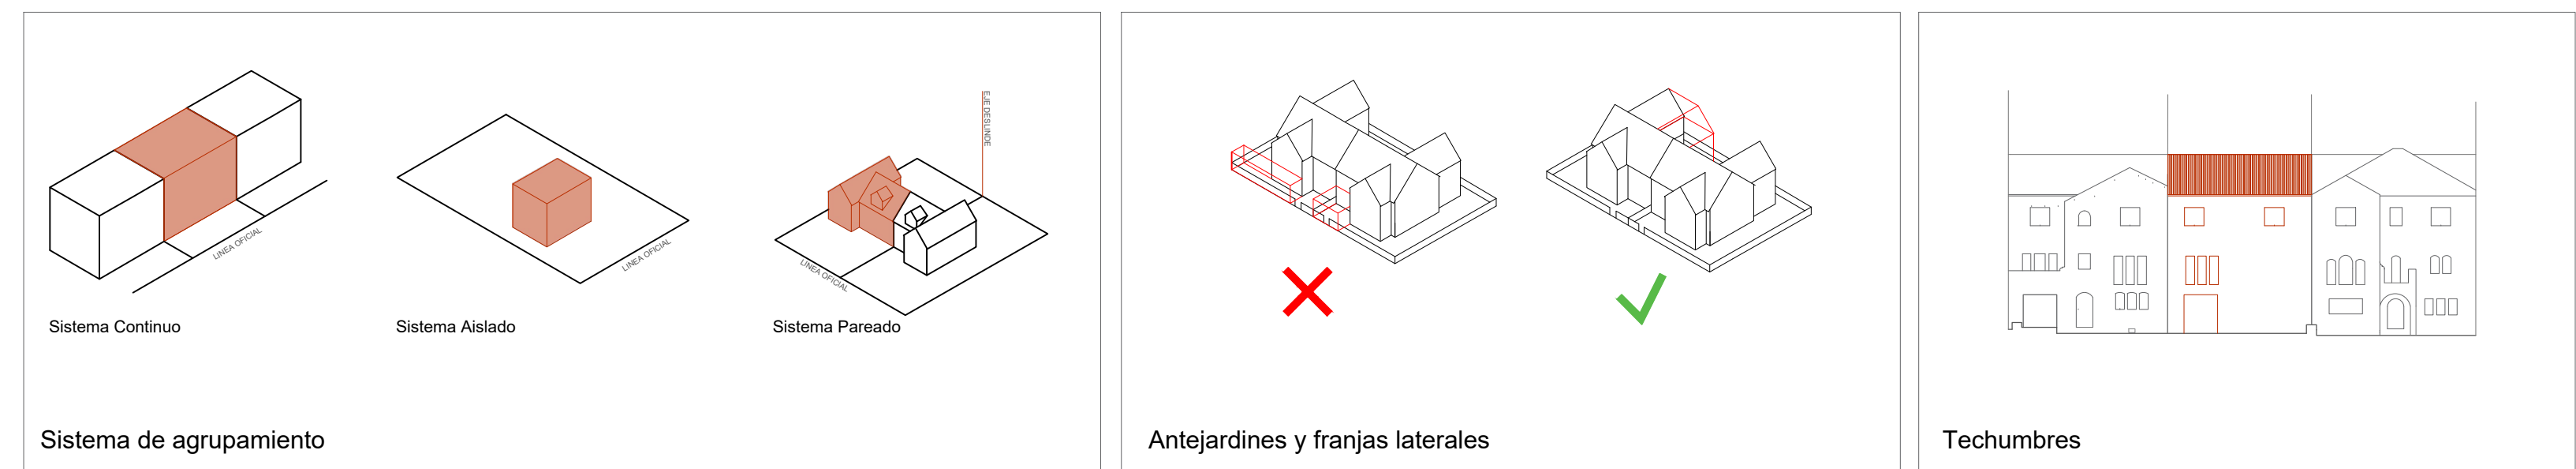 LINEA OFICIAL
LINEA OFICIAL
EJE DESLINDE
LINEA OFICIAL
Sistema Continuo
Sistema Aislado
Sistema Pareado
Sistema de agrupamiento
Antejardines y franjas laterales
Techumbres